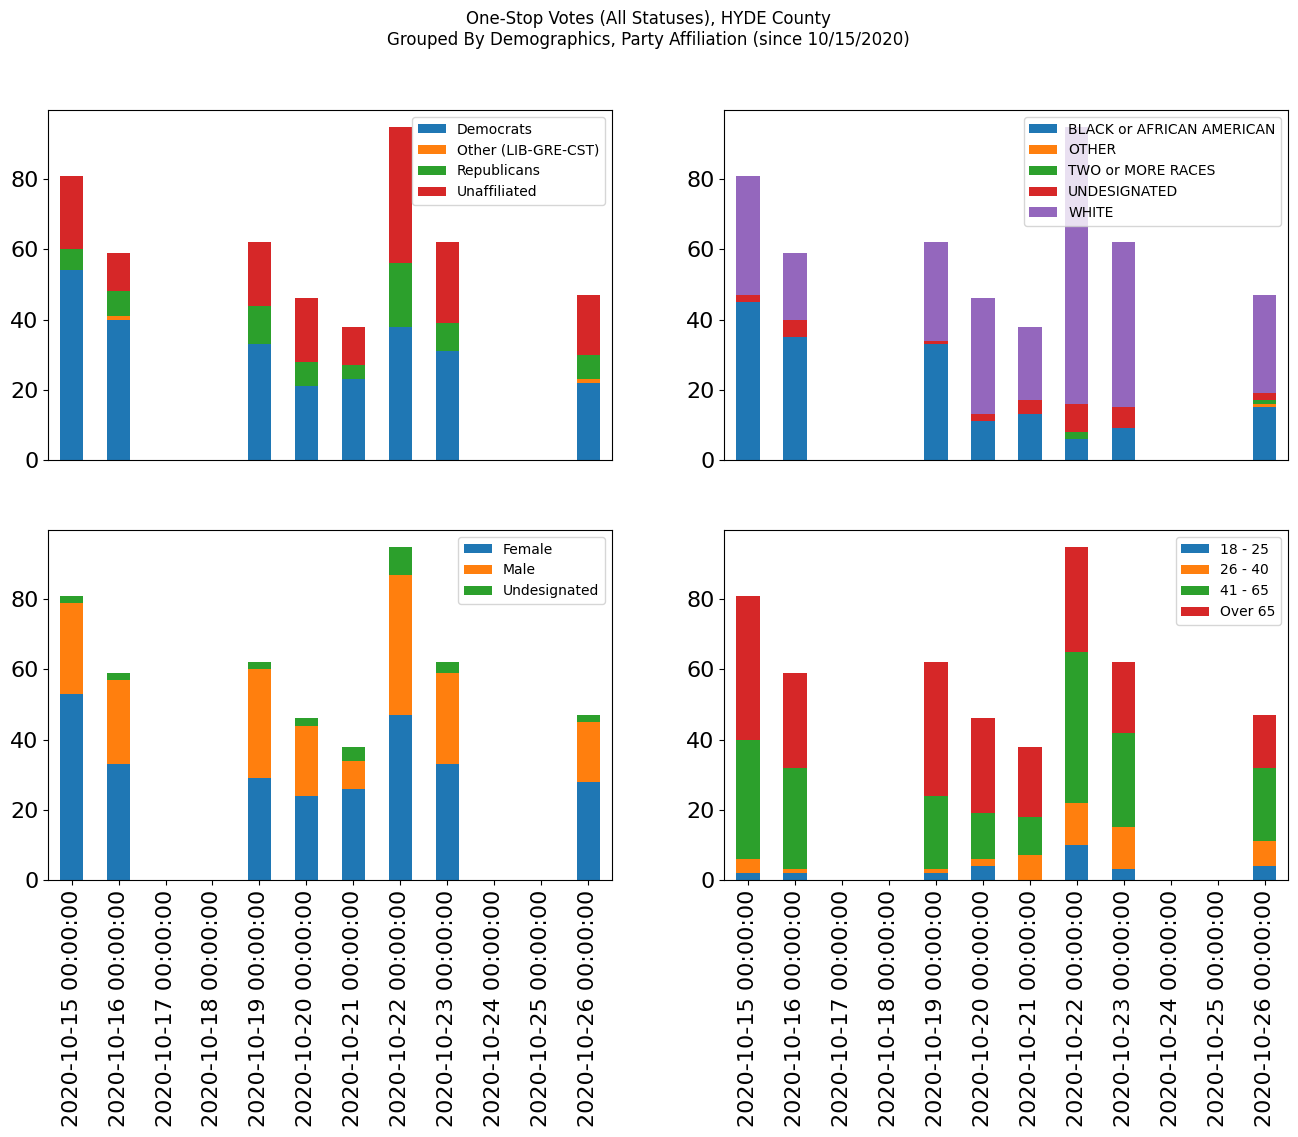 One-Stop Votes (All Statuses), HYDE County
Grouped By Demographics, Party Affiliation (since 10/15/2020)
80
60
40
20
0
Democrats
Other (LIB-GRE-CST)
Republicans
Unaffiliated
80
60
40
20
0
BLACK or AFRICAN AMERICAN
OTHER
TWO or MORE RACES
UNDESIGNATED
WHITE
80
60
40
20
0
Female
Male
Undesignated
2020-10-15 00:00:00
2020-10-16 00:00:00
2020-10-17 00:00:00
2020-10-18 00:00:00
2020-10-19 00:00:00
2020-10-20 00:00:00
2020-10-21 00:00:00
2020-10-22 00:00:00
2020-10-23 00:00:00
2020-10-24 00:00:00
2020-10-25 00:00:00
2020-10-26 00:00:00
80
60
40
20
0
18 - 25
26 - 40
41 - 65
Over 65
2020-10-15 00:00:00
2020-10-16 00:00:00
2020-10-17 00:00:00
2020-10-18 00:00:00
2020-10-19 00:00:00
2020-10-20 00:00:00
2020-10-21 00:00:00
2020-10-22 00:00:00
2020-10-23 00:00:00
2020-10-24 00:00:00
2020-10-25 00:00:00
2020-10-26 00:00:00